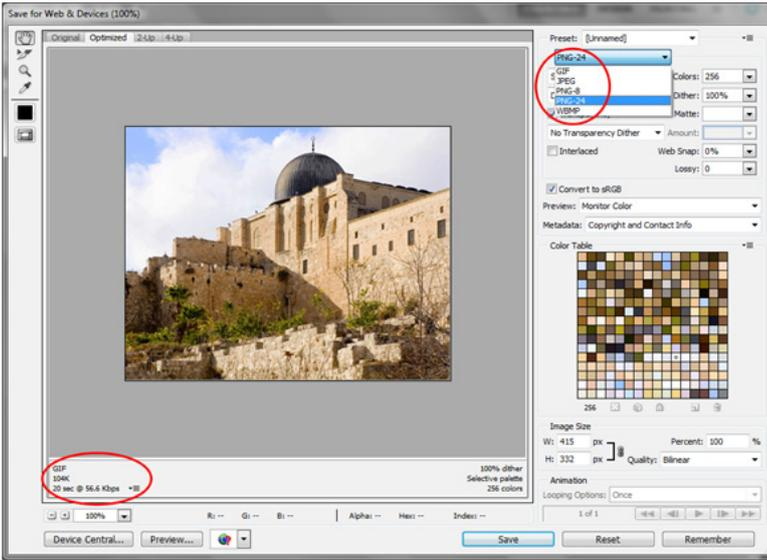 Save for Web & Devices (100%)
Original Optimized 2-Up 4-Up
Preset: [Unnamed]
PNG-24
GIF
JPEG
PNG-8
PNG-24
WBMP
Colors: 256
Dither: 100%
Matte:
No Transparency Dither Amount:
Interlaced Web Snap: 0%
Lossy: 0
Convert to sRGB
Preview: Monitor Color
Metadata: Copyright and Contact Info
Color Table
256
Image Size
W: 415 px Percent: 100 %
H: 332 px Quality: Bilinear
Animation
Looping Options: Once
1 of 1
GIF
104K
20 sec @ 56.6 Kbps
100% dither
Selective palette
256 colors
100% R: -- G: -- B: -- Alpha: -- Hex: -- Index: --
Device Central... Preview... Save Reset Remember